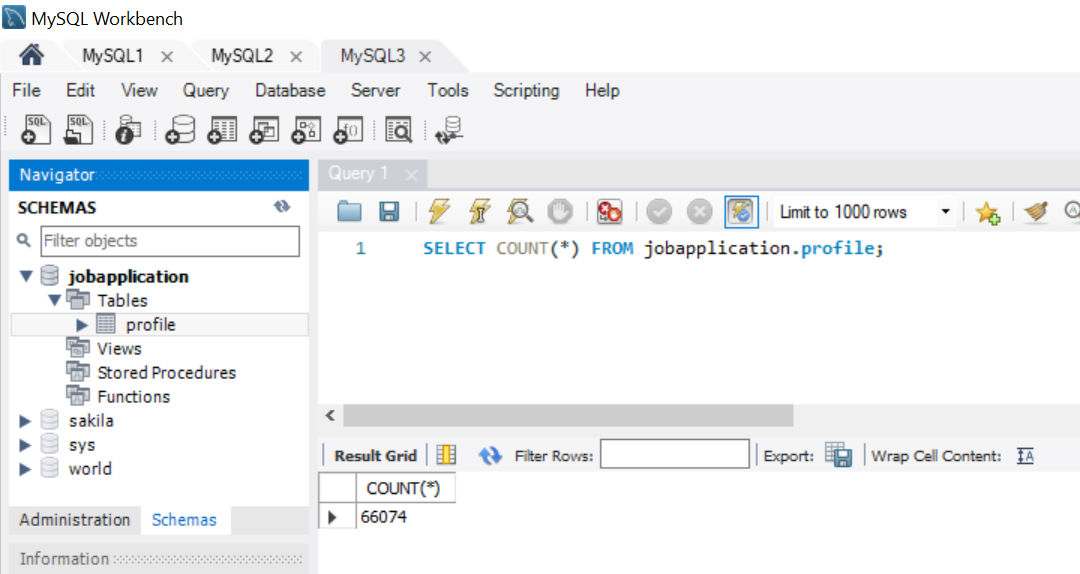 MySQL Workbench
MySQL1 MySQL2 MySQL3
File Edit View Query Database Server Tools Scripting Help
SQL SQL
Navigator
SCHEMAS
Filter objects
jobapplication
Tables
profile
Views
Stored Procedures
Functions
sakila
sys
world
Administration Schemas
Information
Query 1
Limit to 1000 rows
1 SELECT COUNT(*) FROM jobapplication.profile;
Result Grid Filter Rows: Export: Wrap Cell Content:
COUNT(*)
66074